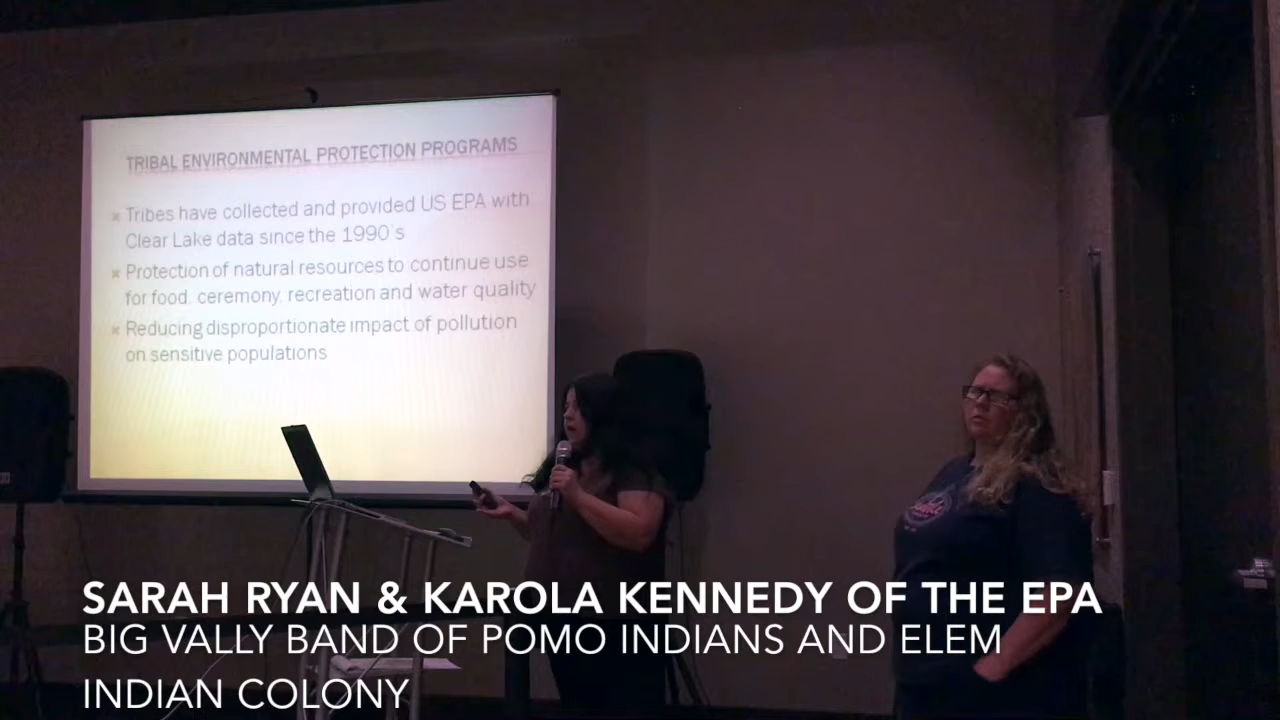 TRIBAL ENVIRONMENTAL PROTECTION PROGRAMS
Tribes have collected and provided US EPA with
Clear Lake data since the 1990's
Protection of natural resources to continue use
for food, ceremony, recreation and water quality
Reducing disproportionate impact of pollution
on sensitive populations
SARAH RYAN & KAROLA KENNEDY OF THE EPA
BIG VALLY BAND OF POMO INDIANS AND ELEM
INDIAN COLONY